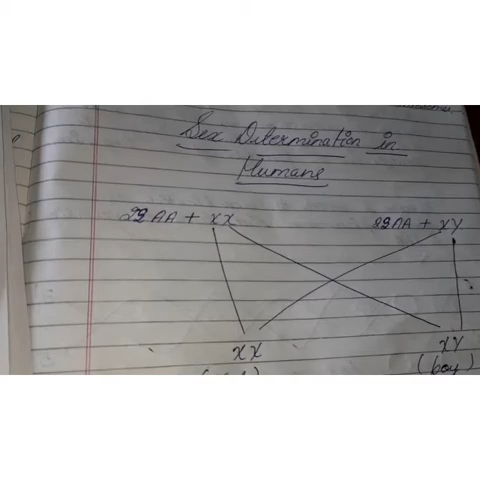 Sex Determination in
Humans
22AA + XX 22AA + XY
XX XY
(boy)